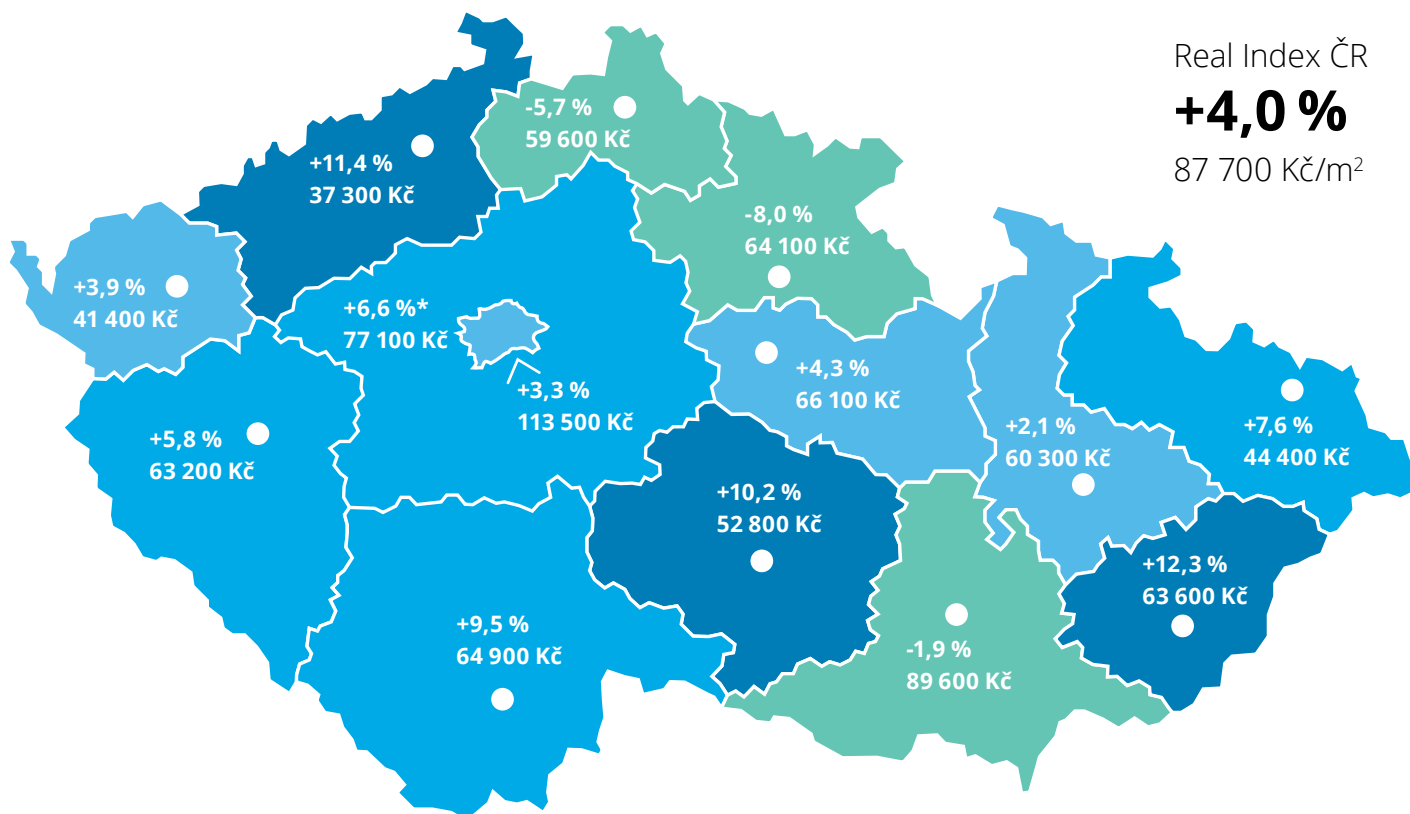 Real Index ČR
+4,0 %
87 700 Kč/m²
-5,7 %
59 600 Kč
+11,4 %
37 300 Kč
-8,0 %
64 100 Kč
+3,9 %
41 400 Kč
+6,6 %*
77 100 Kč
+4,3 %
66 100 Kč
+3,3 %
113 500 Kč
+5,8 %
63 200 Kč
+2,1 %
60 300 Kč
+7,6 %
44 400 Kč
+10,2 %
52 800 Kč
+12,3 %
63 600 Kč
+9,5 %
64 900 Kč
-1,9 %
89 600 Kč